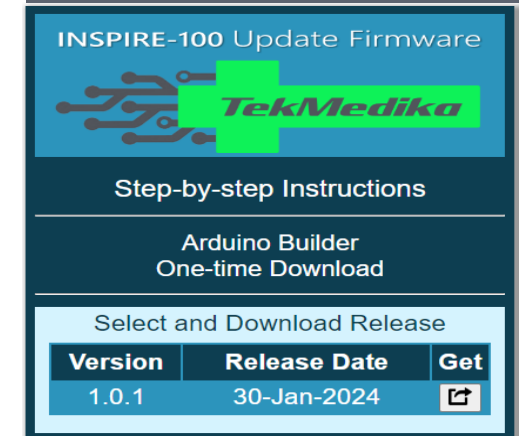 INSPIRE-100 Update Firmware
TekMedika
Step-by-step Instructions
Arduino Builder
One-time Download
Select and Download Release
Version Release Date Get
1.0.1 30-Jan-2024